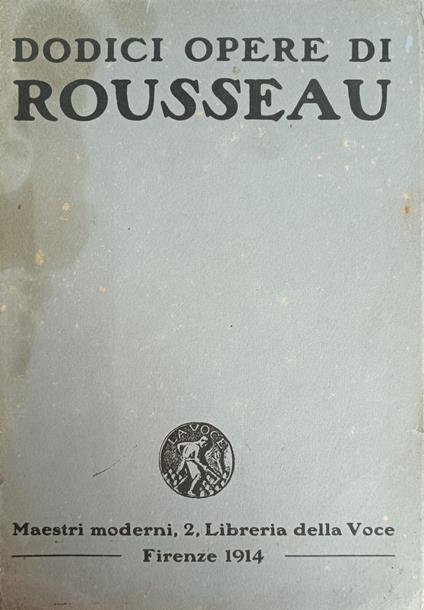 DODICI OPERE DI
ROUSSEAU
LA VOCE
Maestri moderni, 2, Libreria della Voce
Firenze 1914